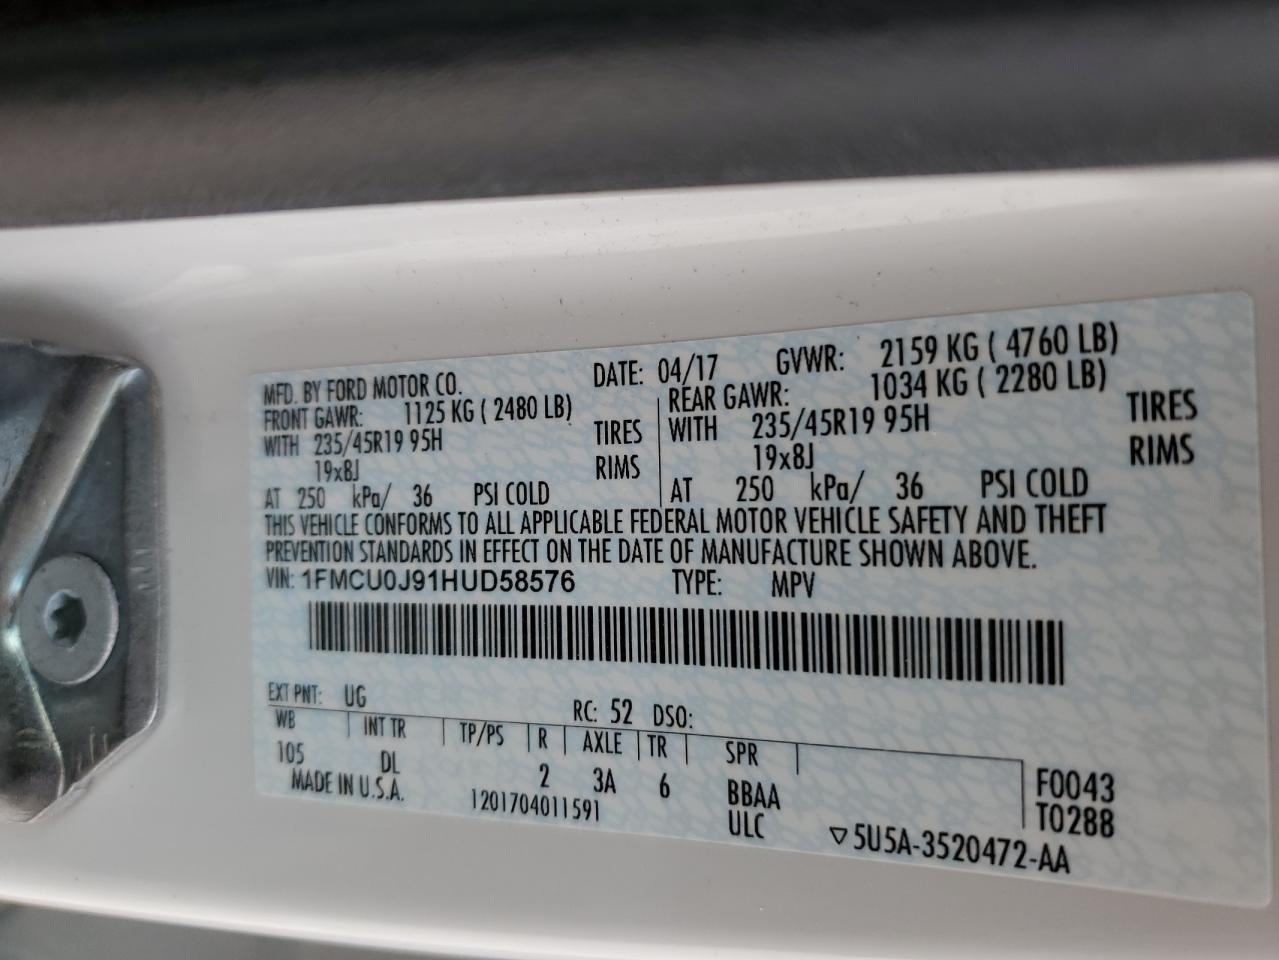 MFD. BY FORD MOTOR CO. DATE: 04/17 GVWR: 2159 KG ( 4760 LB)
FRONT GAWR: 1125 KG ( 2480 LB) REAR GAWR: 1034 KG ( 2280 LB)
WITH 235/45R19 95H TIRES WITH 235/45R19 95H TIRES
19x8J RIMS 19x8J RIMS
AT 250 kPa/ 36 PSI COLD AT 250 kPa/ 36 PSI COLD
THIS VEHICLE CONFORMS TO ALL APPLICABLE FEDERAL MOTOR VEHICLE SAFETY AND THEFT
PREVENTION STANDARDS IN EFFECT ON THE DATE OF MANUFACTURE SHOWN ABOVE.
VIN: 1FMCU0J91HUD58576 TYPE: MPV
EXT PNT: UG RC: 52 DSO:
WB INT TR TP/PS R AXLE TR SPR
105 DL 2 3A 6 BBAA F0043
MADE IN U.S.A. 1201704011591 ULC T0288
▽5U5A-3520472-AA